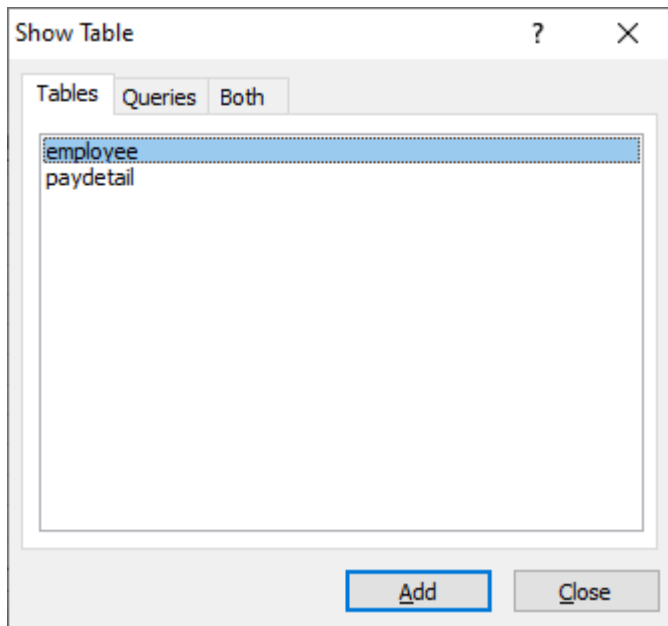 Show Table ?
Tables Queries Both
employee
paydetail
Add Close